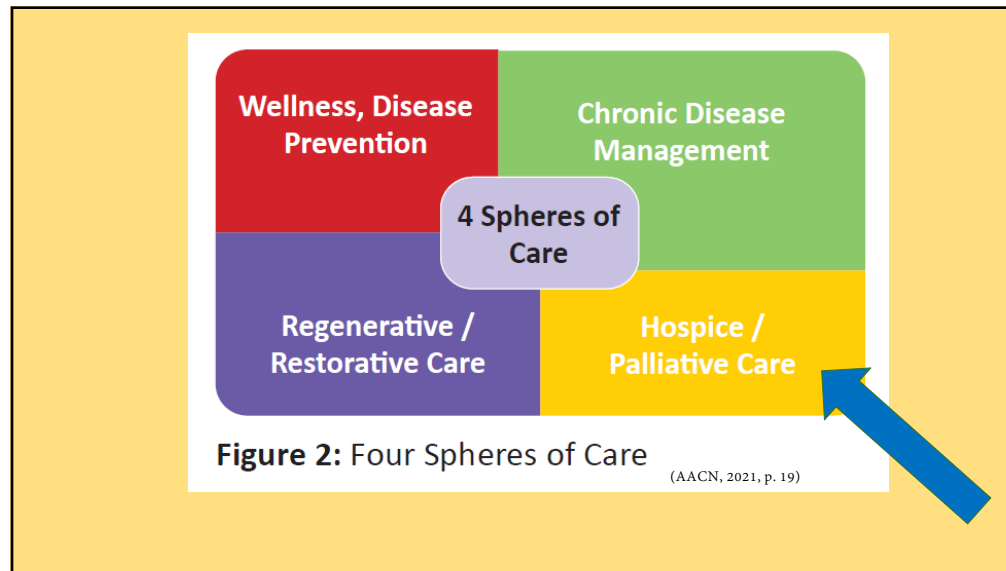 Wellness, Disease
Prevention
Chronic Disease
Management
4 Spheres of
Care
Regenerative /
Restorative Care
Hospice /
Palliative Care
Figure 2: Four Spheres of Care
(AACN, 2021, p. 19)